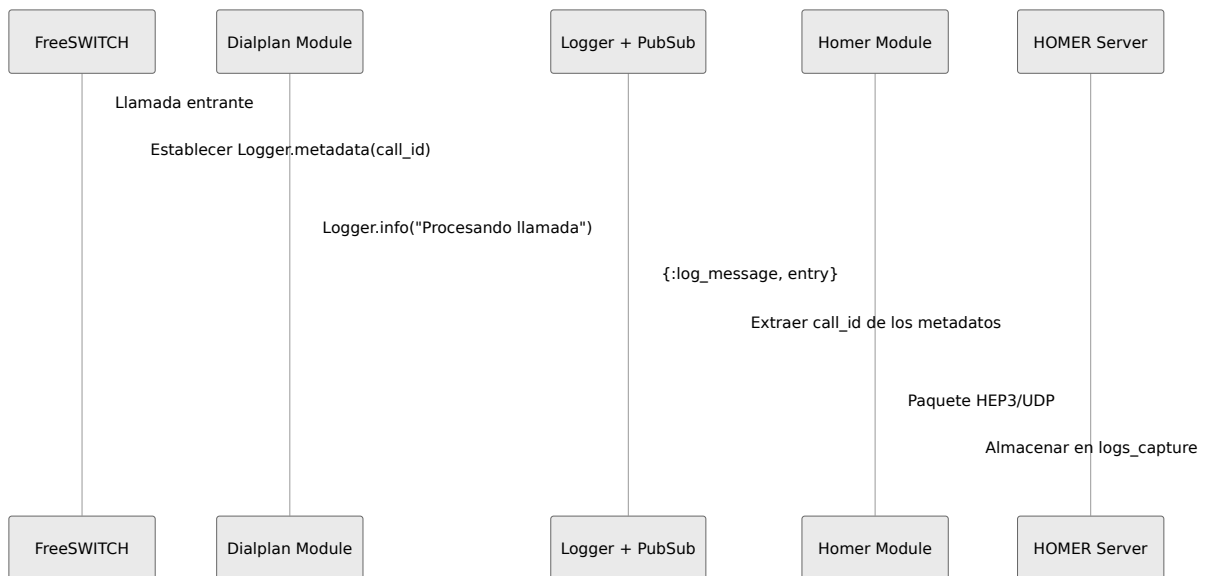 FreeSWITCH
Dialplan Module
Logger + PubSub
Homer Module
HOMER Server
Llamada entrante
Establecer Logger.metadata(call_id)
Logger.info("Procesando llamada")
{:log_message, entry}
Extraer call_id de los metadatos
Paquete HEP3/UDP
Almacenar en logs_capture
FreeSWITCH
Dialplan Module
Logger + PubSub
Homer Module
HOMER Server